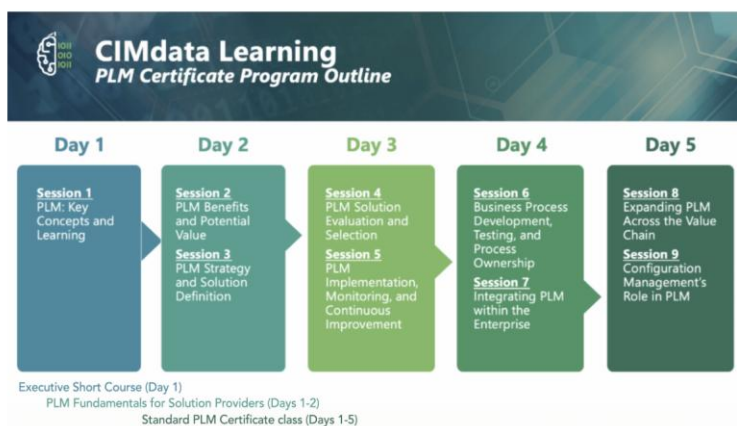 IOII
OIO
IOII
CIMdata Learning
PLM Certificate Program Outline
Day 1
Day 2
Day 3
Day 4
Day 5
Session 1
PLM: Key
Concepts and
Learning
Session 2
PLM Benefits
and Potential
Value
Session 3
PLM Strategy
and Solution
Definition
Session 4
PLM Solution
Evaluation and
Selection
Session 5
PLM
Implementation,
Monitoring, and
Continuous
Improvement
Session 6
Business Process
Development,
Testing, and
Process
Ownership
Session 7
Integrating PLM
within the
Enterprise
Session 8
Expanding PLM
Across the Value
Chain
Session 9
Configuration
Management's
Role in PLM
Executive Short Course (Day 1)
PLM Fundamentals for Solution Providers (Days 1-2)
Standard PLM Certificate class (Days 1-5)